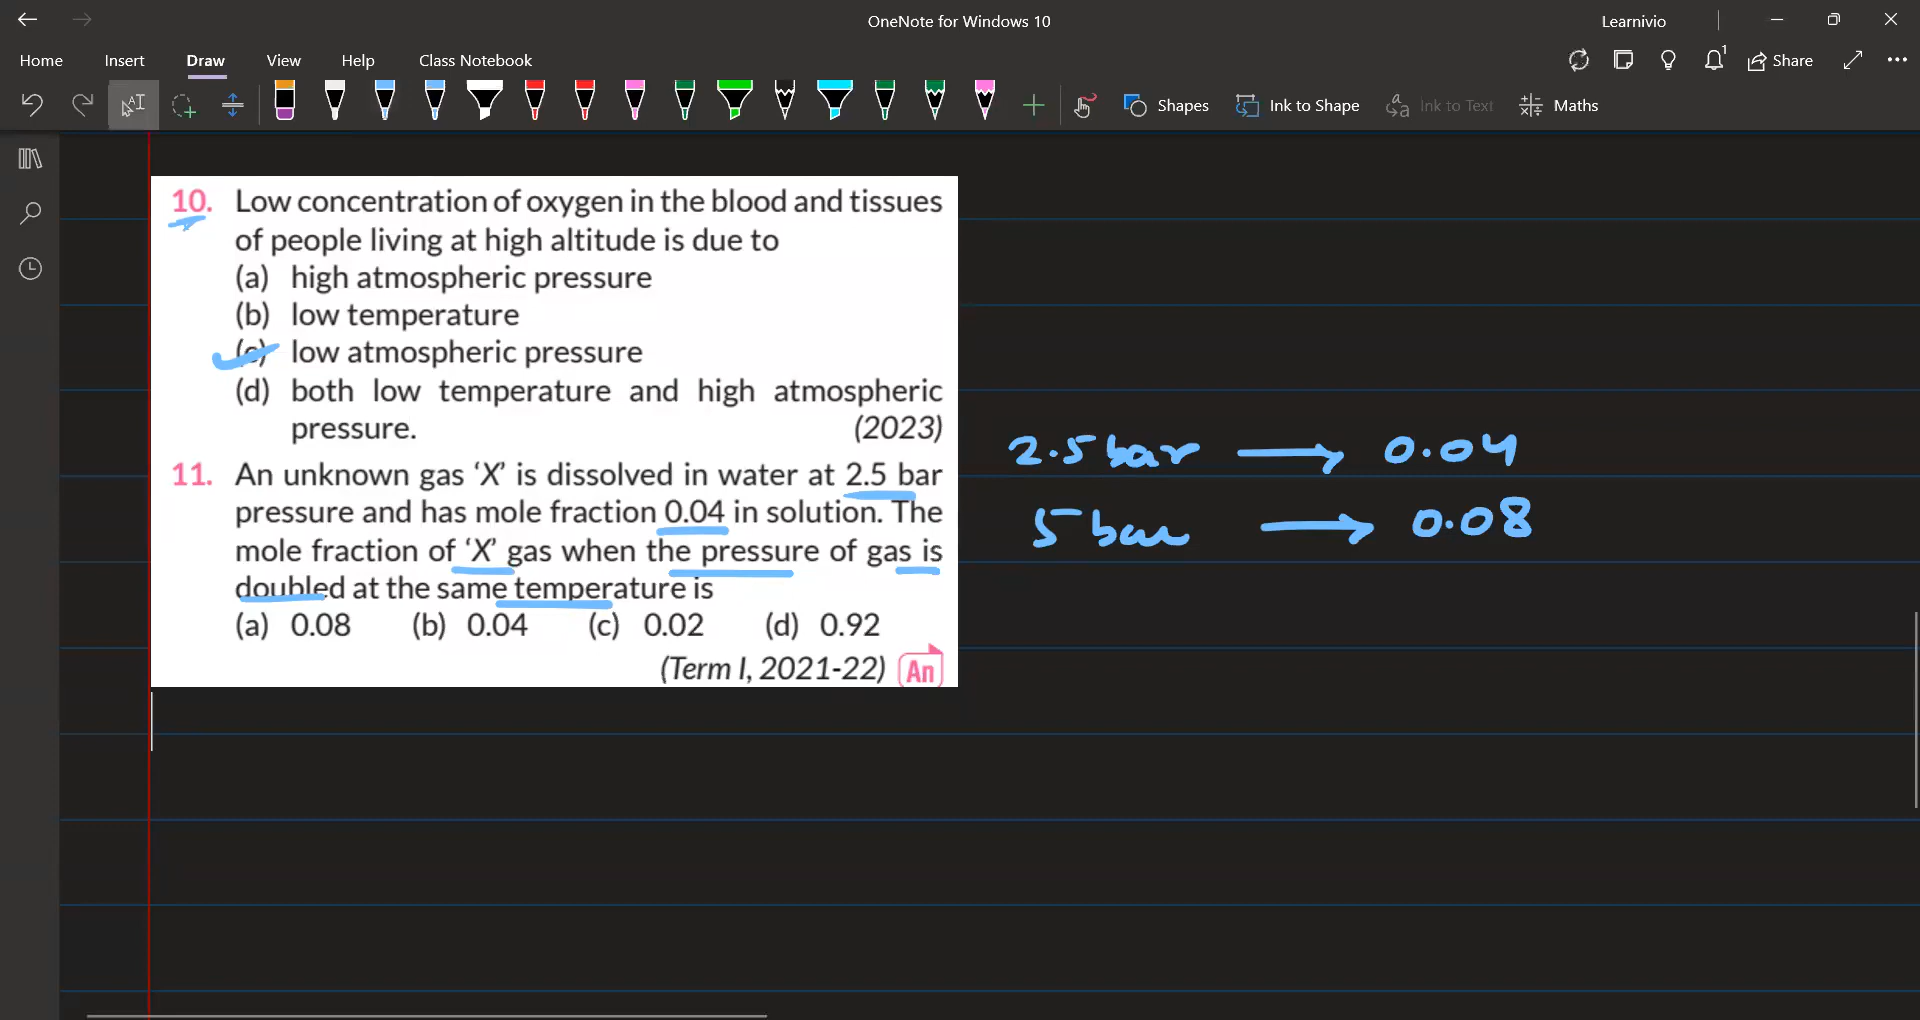 OneNote for Windows 10
Learnivio
Home Insert Draw View Help Class Notebook
1
Share
Shapes Ink to Shape Ink to Text Maths
10. Low concentration of oxygen in the blood and tissues
of people living at high altitude is due to
(a) high atmospheric pressure
(b) low temperature
(c) low atmospheric pressure
(d) both low temperature and high atmospheric
pressure. (2023)
11. An unknown gas ‘X’ is dissolved in water at 2.5 bar
pressure and has mole fraction 0.04 in solution. The
mole fraction of ‘X’ gas when the pressure of gas is
doubled at the same temperature is
(a) 0.08 (b) 0.04 (c) 0.02 (d) 0.92
(Term I, 2021-22) An
2.5 bar → 0.04
5 bar → 0.08